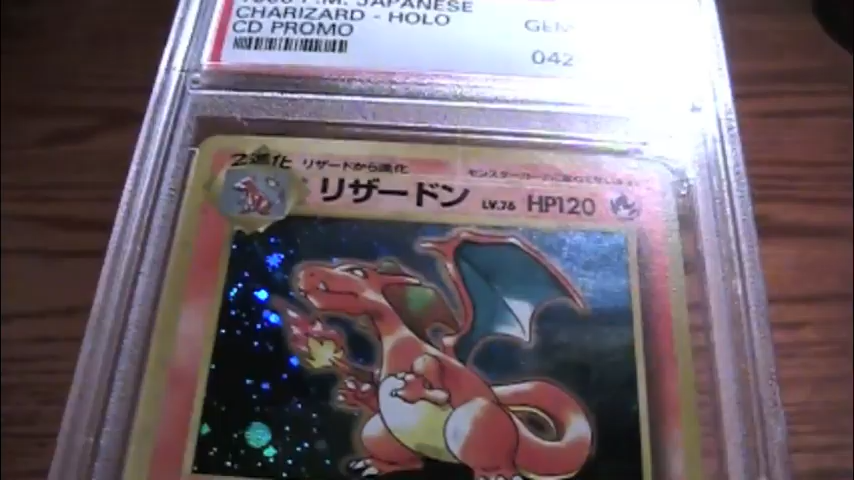 P.M. JAPANESE
CHARIZARD - HOLO
GEM
CD PROMO
042
2進化 リザードから進化
リザードン LV.76 HP120